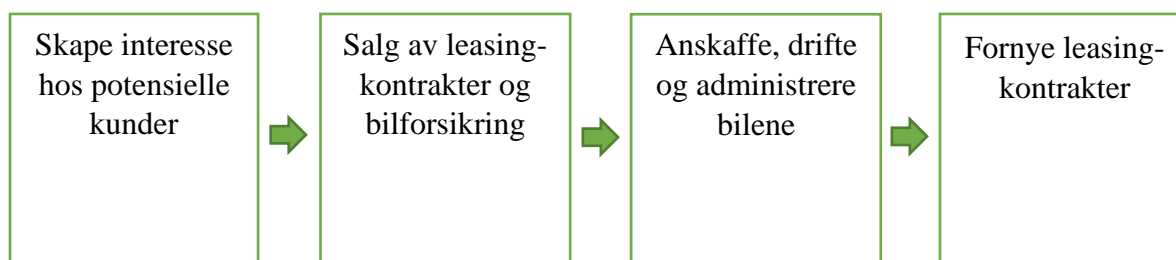 Skape interesse
hos potensielle
kunder
Salg av leasing-
kontrakter og
bilforsikring
Anskaffe, drifte
og administrere
bilene
Fornye leasing-
kontrakter